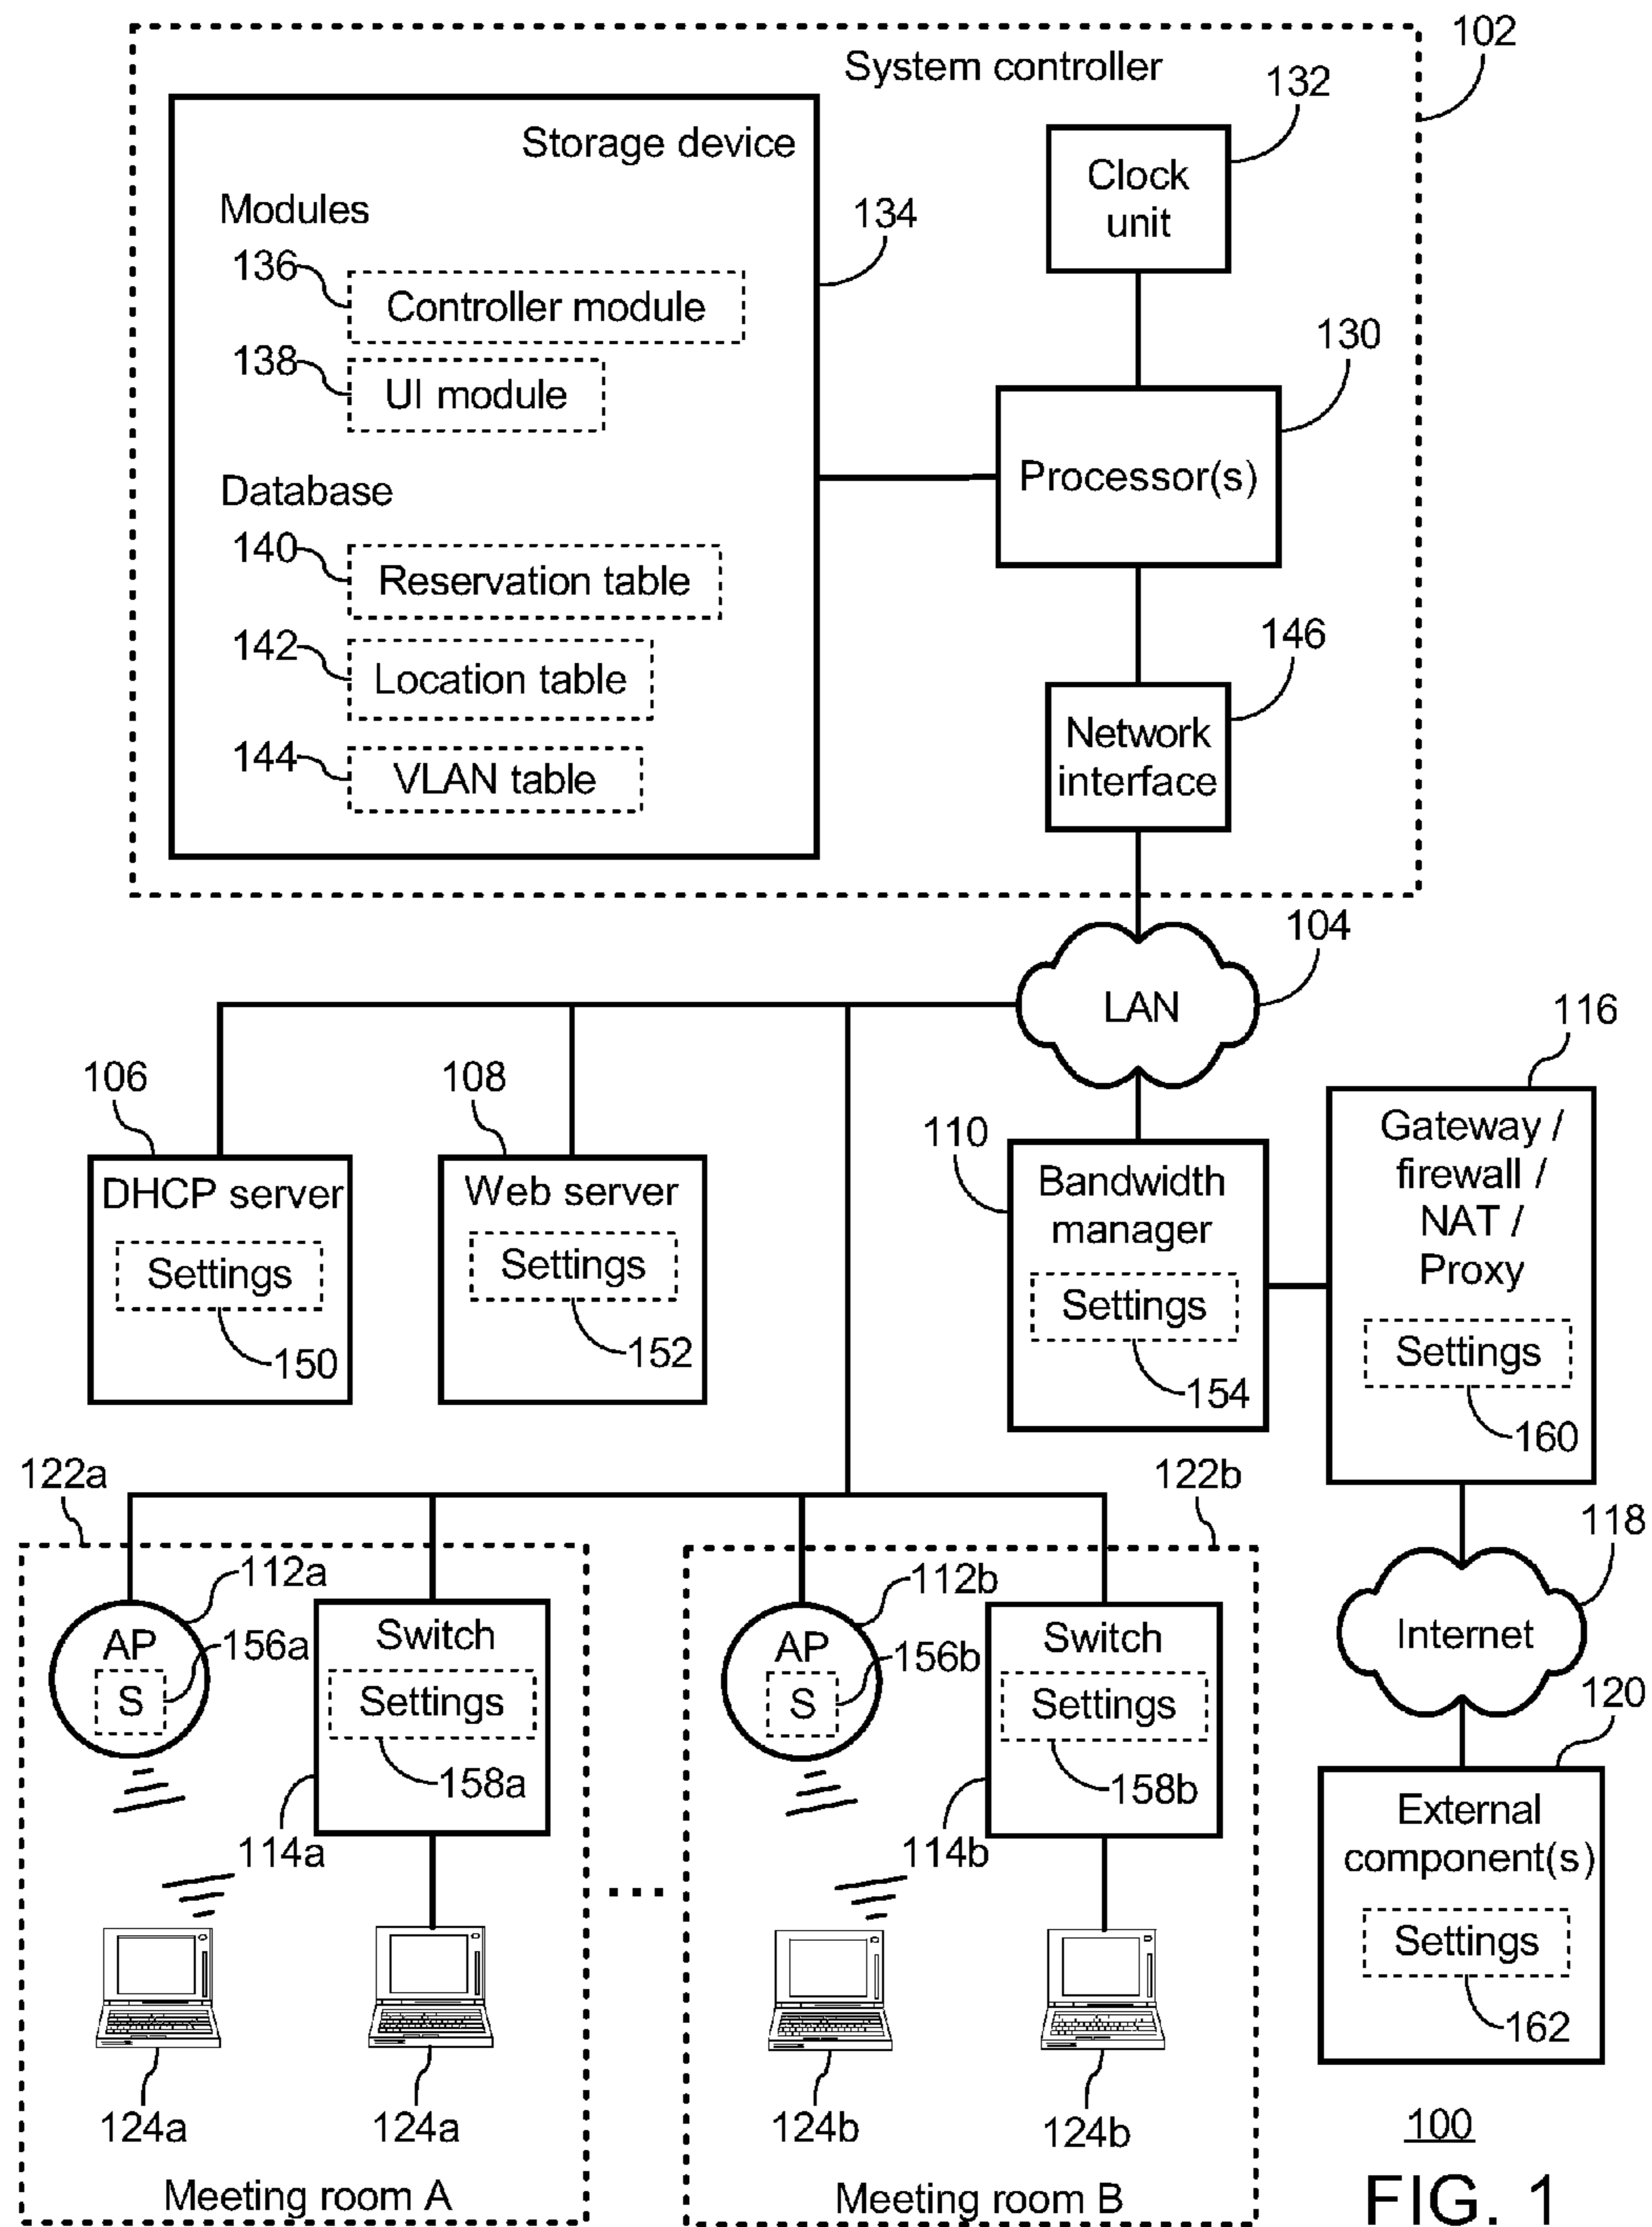 102
System controller
132
Storage device
Clock
unit
Modules
134
136
Controller module
138
UI module
130
Processor(s)
Database
140
Reservation table
142
Location table
146
Network
interface
144
VLAN table
104
LAN
116
106
108
110
Gateway /
firewall /
NAT /
Proxy
DHCP server
Settings
150
Web server
Settings
152
Bandwidth
manager
Settings
154
Settings
160
122a
122b
118
112a
AP
S
156a
Switch
Settings
158a
114a
112b
AP
S
156b
Switch
Settings
158b
114b
Internet
120
External
component(s)
Settings
162
...
124a
124a
124b
124b
Meeting room A
Meeting room B
100
FIG. 1